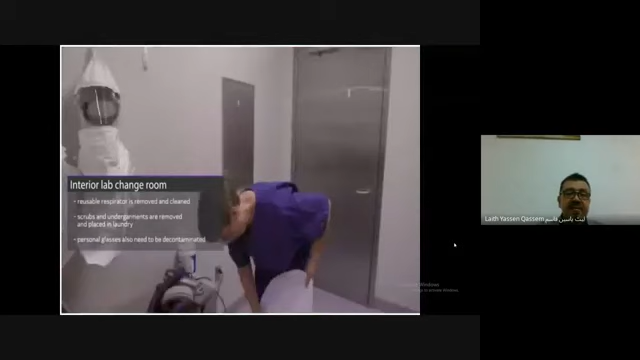 Interior lab change room
- reusable respirator is removed and cleaned
- scrubs and undergarments are removed
and placed in laundry
- personal glasses also need to be decontaminated
Laith Yassen Qassem ليث ياسين قاسم